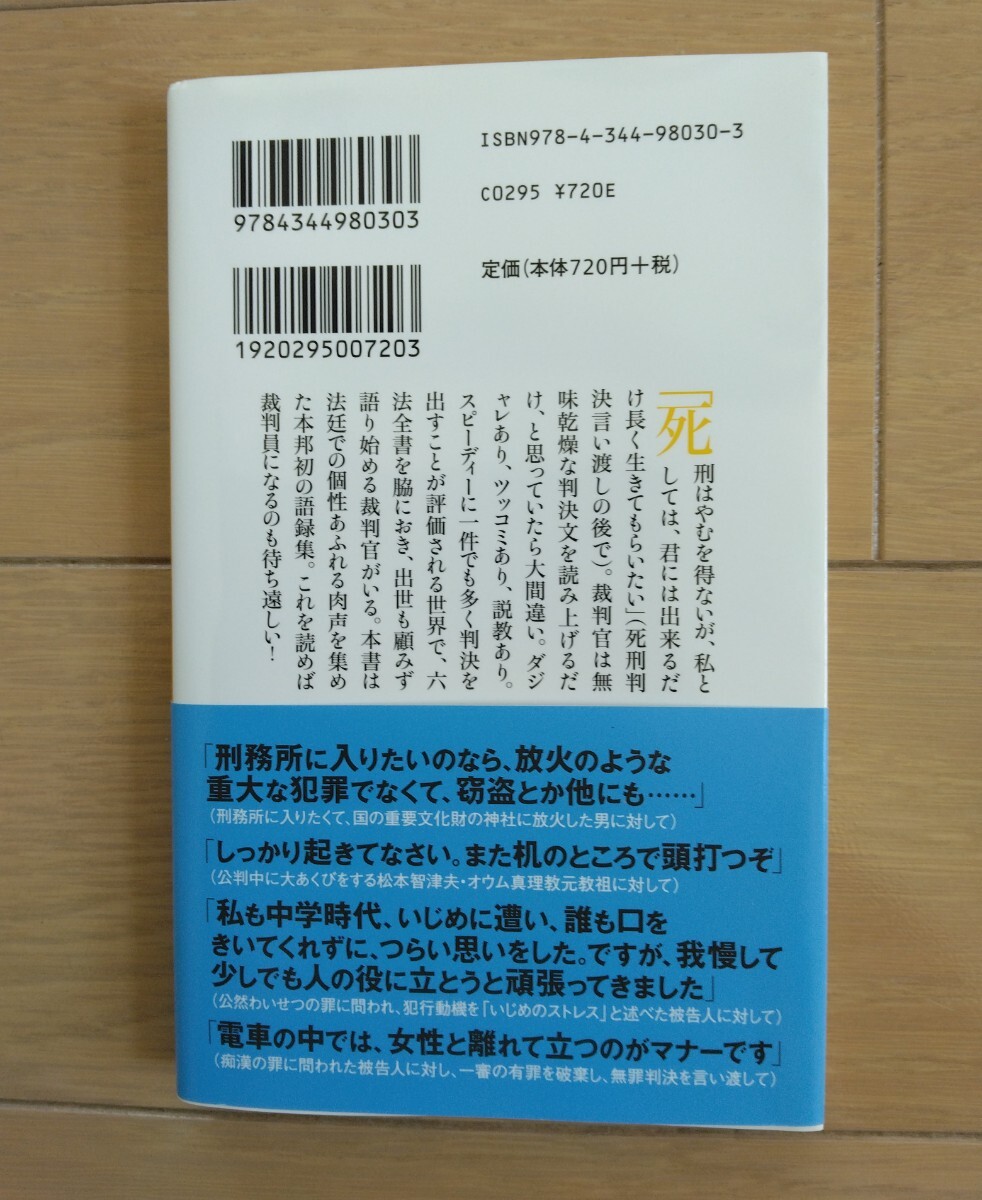 ISBN978-4-344-98030-3
C0295 ¥720E
定価(本体720円+税)
9784344980303
1920295007203
「死刑はやむを得ないが、私と
しては、君には出来るだ
け長く生きてもらいたい」(死刑判
決言い渡しの後で)。裁判官は無
味乾燥な判決文を読み上げるだ
け、と思っていたら大間違い。ダジ
ャレあり、ツッコミあり、説教あり。
スピーディーに一件でも多く判決を
出すことが評価される世界で、六
法全書を脇におき、出世も顧みず
語り始める裁判官がいる。本書は
法廷での個性あふれる肉声を集め
た本邦初の語録集。これを読めば
裁判員になるのも待ち遠しい!
「刑務所に入りたいのなら、放火のような
重大な犯罪でなくて、窃盗とか他にも……」
(刑務所に入りたくて、国の重要文化財の神社に放火した男に対して)
「しっかり起きてなさい。また机のところで頭打つぞ」
(公判中に大あくびをする松本智津夫・オウム真理教元教祖に対して)
「私も中学時代、いじめに遭い、誰も口を
きいてくれずに、つらい思いをした。ですが、我慢して
少しでも人の役に立とうと頑張ってきました」
(公然わいせつの罪に問われ、犯行動機を「いじめのストレス」と述べた被告人に対して)
「電車の中では、女性と離れて立つのがマナーです」
(痴漢の罪に問われた被告人に対し、一審の有罪を破棄し、無罪判決を言い渡して)